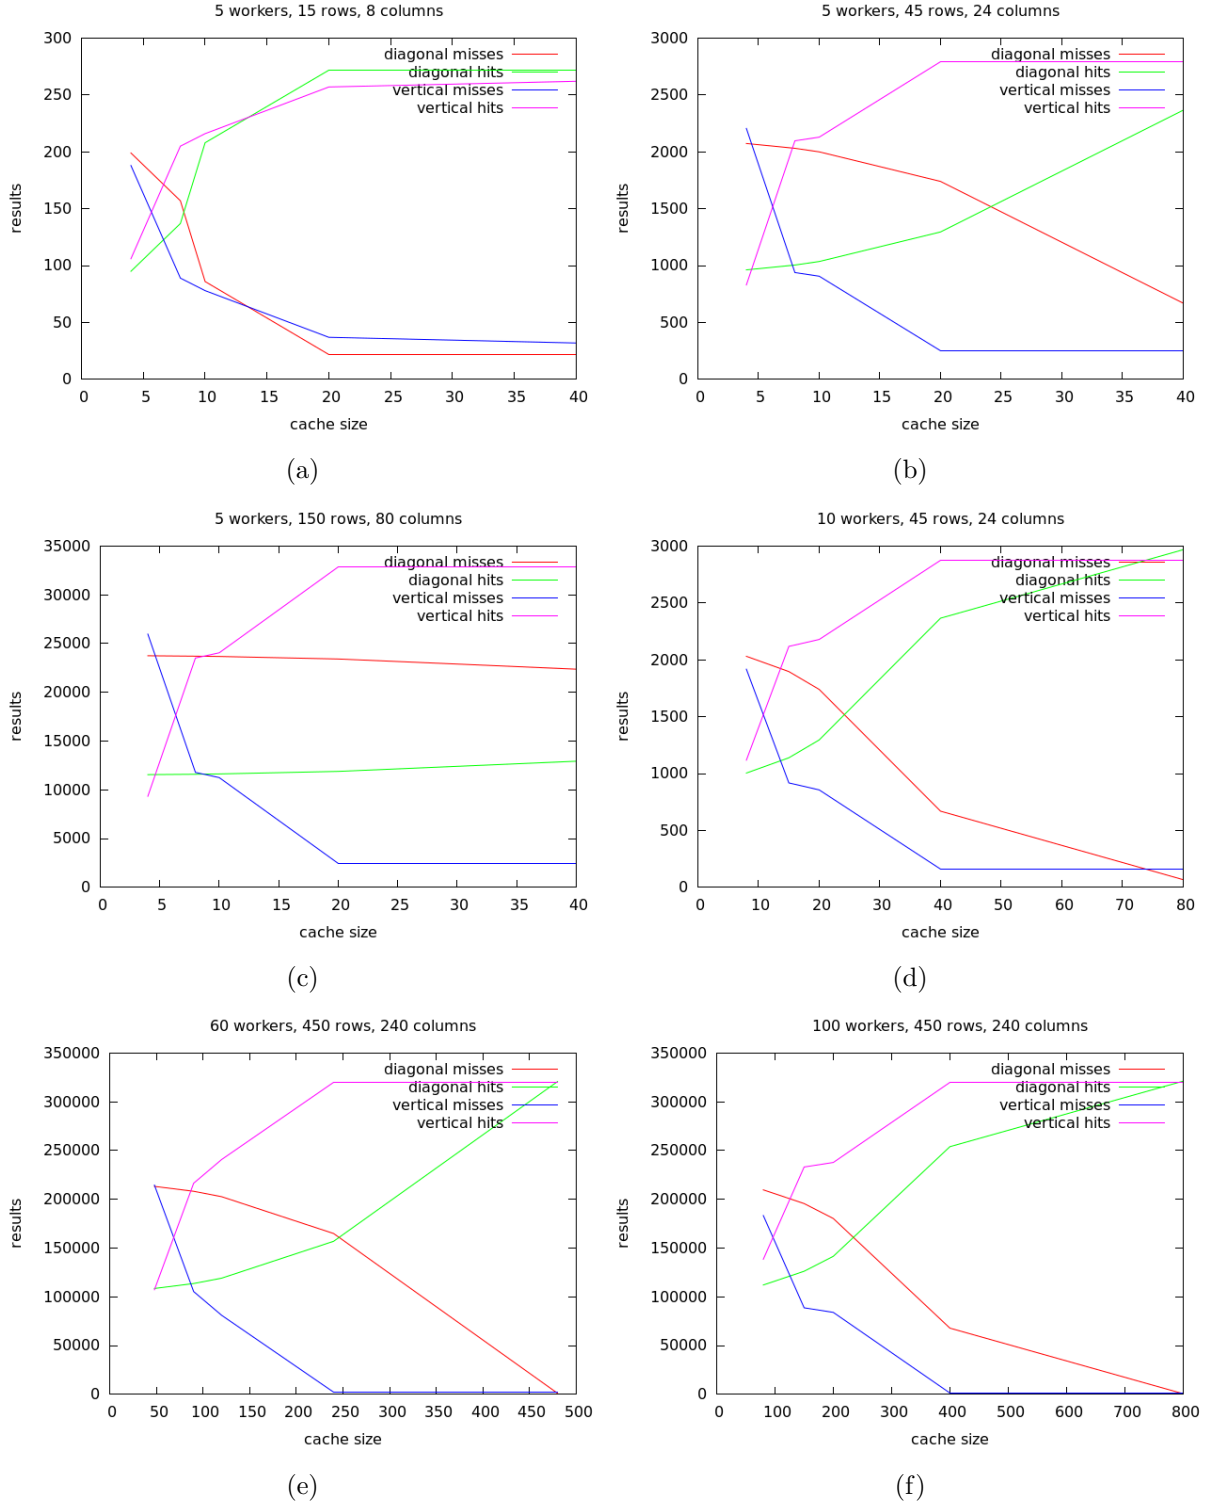 5 workers, 15 rows, 8 columns
300
250
200
150
100
50
0
results
diagonal misses
diagonal hits
vertical misses
vertical hits
0 5 10 15 20 25 30 35 40
cache size
(a)
5 workers, 45 rows, 24 columns
3000
2500
2000
1500
1000
500
0
results
diagonal misses
diagonal hits
vertical misses
vertical hits
0 5 10 15 20 25 30 35 40
cache size
(b)
5 workers, 150 rows, 80 columns
35000
30000
25000
20000
15000
10000
5000
0
results
diagonal misses
diagonal hits
vertical misses
vertical hits
0 5 10 15 20 25 30 35 40
cache size
(c)
10 workers, 45 rows, 24 columns
3000
2500
2000
1500
1000
500
0
results
diagonal misses
diagonal hits
vertical misses
vertical hits
0 10 20 30 40 50 60 70 80
cache size
(d)
60 workers, 450 rows, 240 columns
350000
300000
250000
200000
150000
100000
50000
0
results
diagonal misses
diagonal hits
vertical misses
vertical hits
0 50 100 150 200 250 300 350 400 450 500
cache size
(e)
100 workers, 450 rows, 240 columns
350000
300000
250000
200000
150000
100000
50000
0
results
diagonal misses
diagonal hits
vertical misses
vertical hits
0 100 200 300 400 500 600 700 800
cache size
(f)